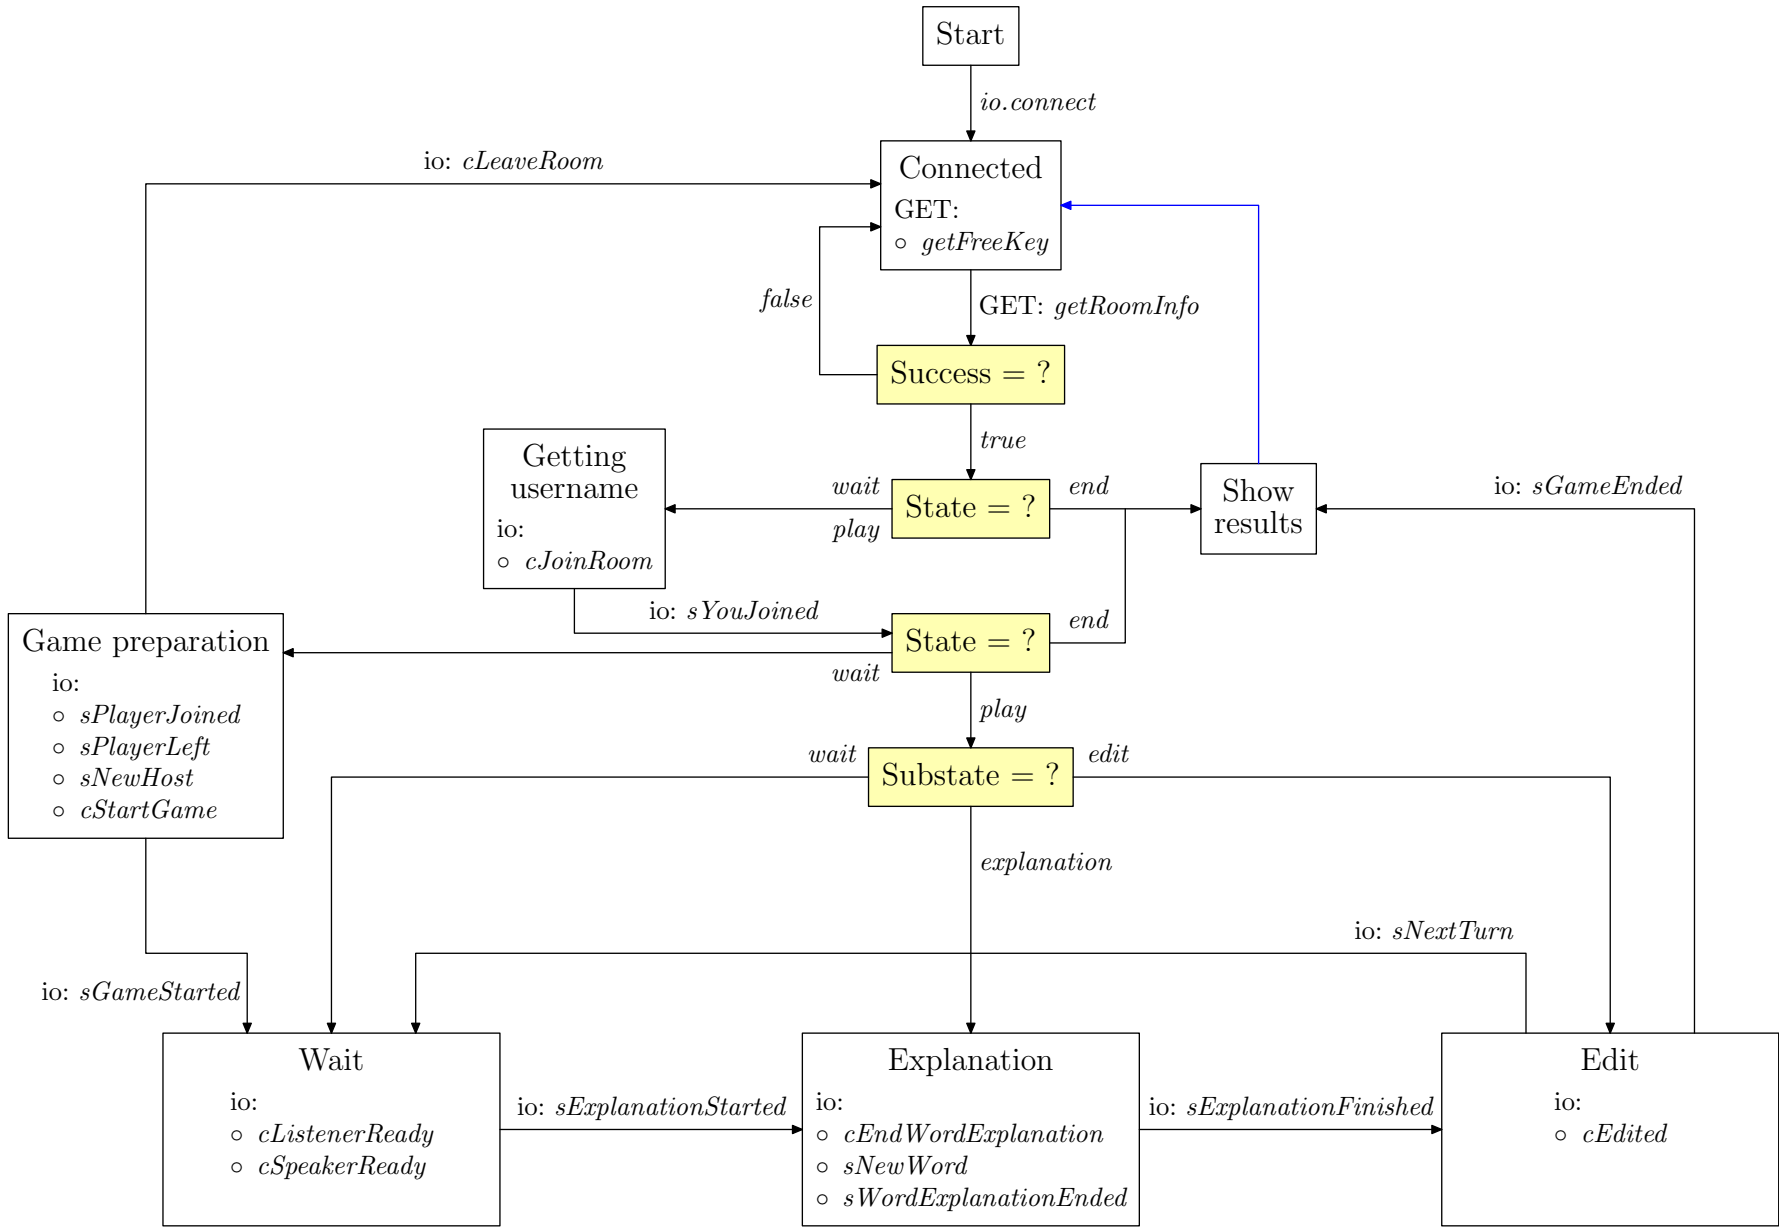 Start
io.connect
io: cLeaveRoom
Connected
GET:
○ getFreeKey
false
GET: getRoomInfo
Success = ?
true
Getting
username
io:
○ cJoinRoom
wait
play
State = ?
end
Show
results
io: sGameEnded
io: sYouJoined
State = ?
end
wait
play
Game preparation
io:
○ sPlayerJoined
○ sPlayerLeft
○ sNewHost
○ cStartGame
wait
Substate = ?
edit
explanation
io: sNextTurn
io: sGameStarted
Wait
io:
○ cListenerReady
○ cSpeakerReady
io: sExplanationStarted
Explanation
io:
○ cEndWordExplanation
○ sNewWord
○ sWordExplanationEnded
io: sExplanationFinished
Edit
io:
○ cEdited